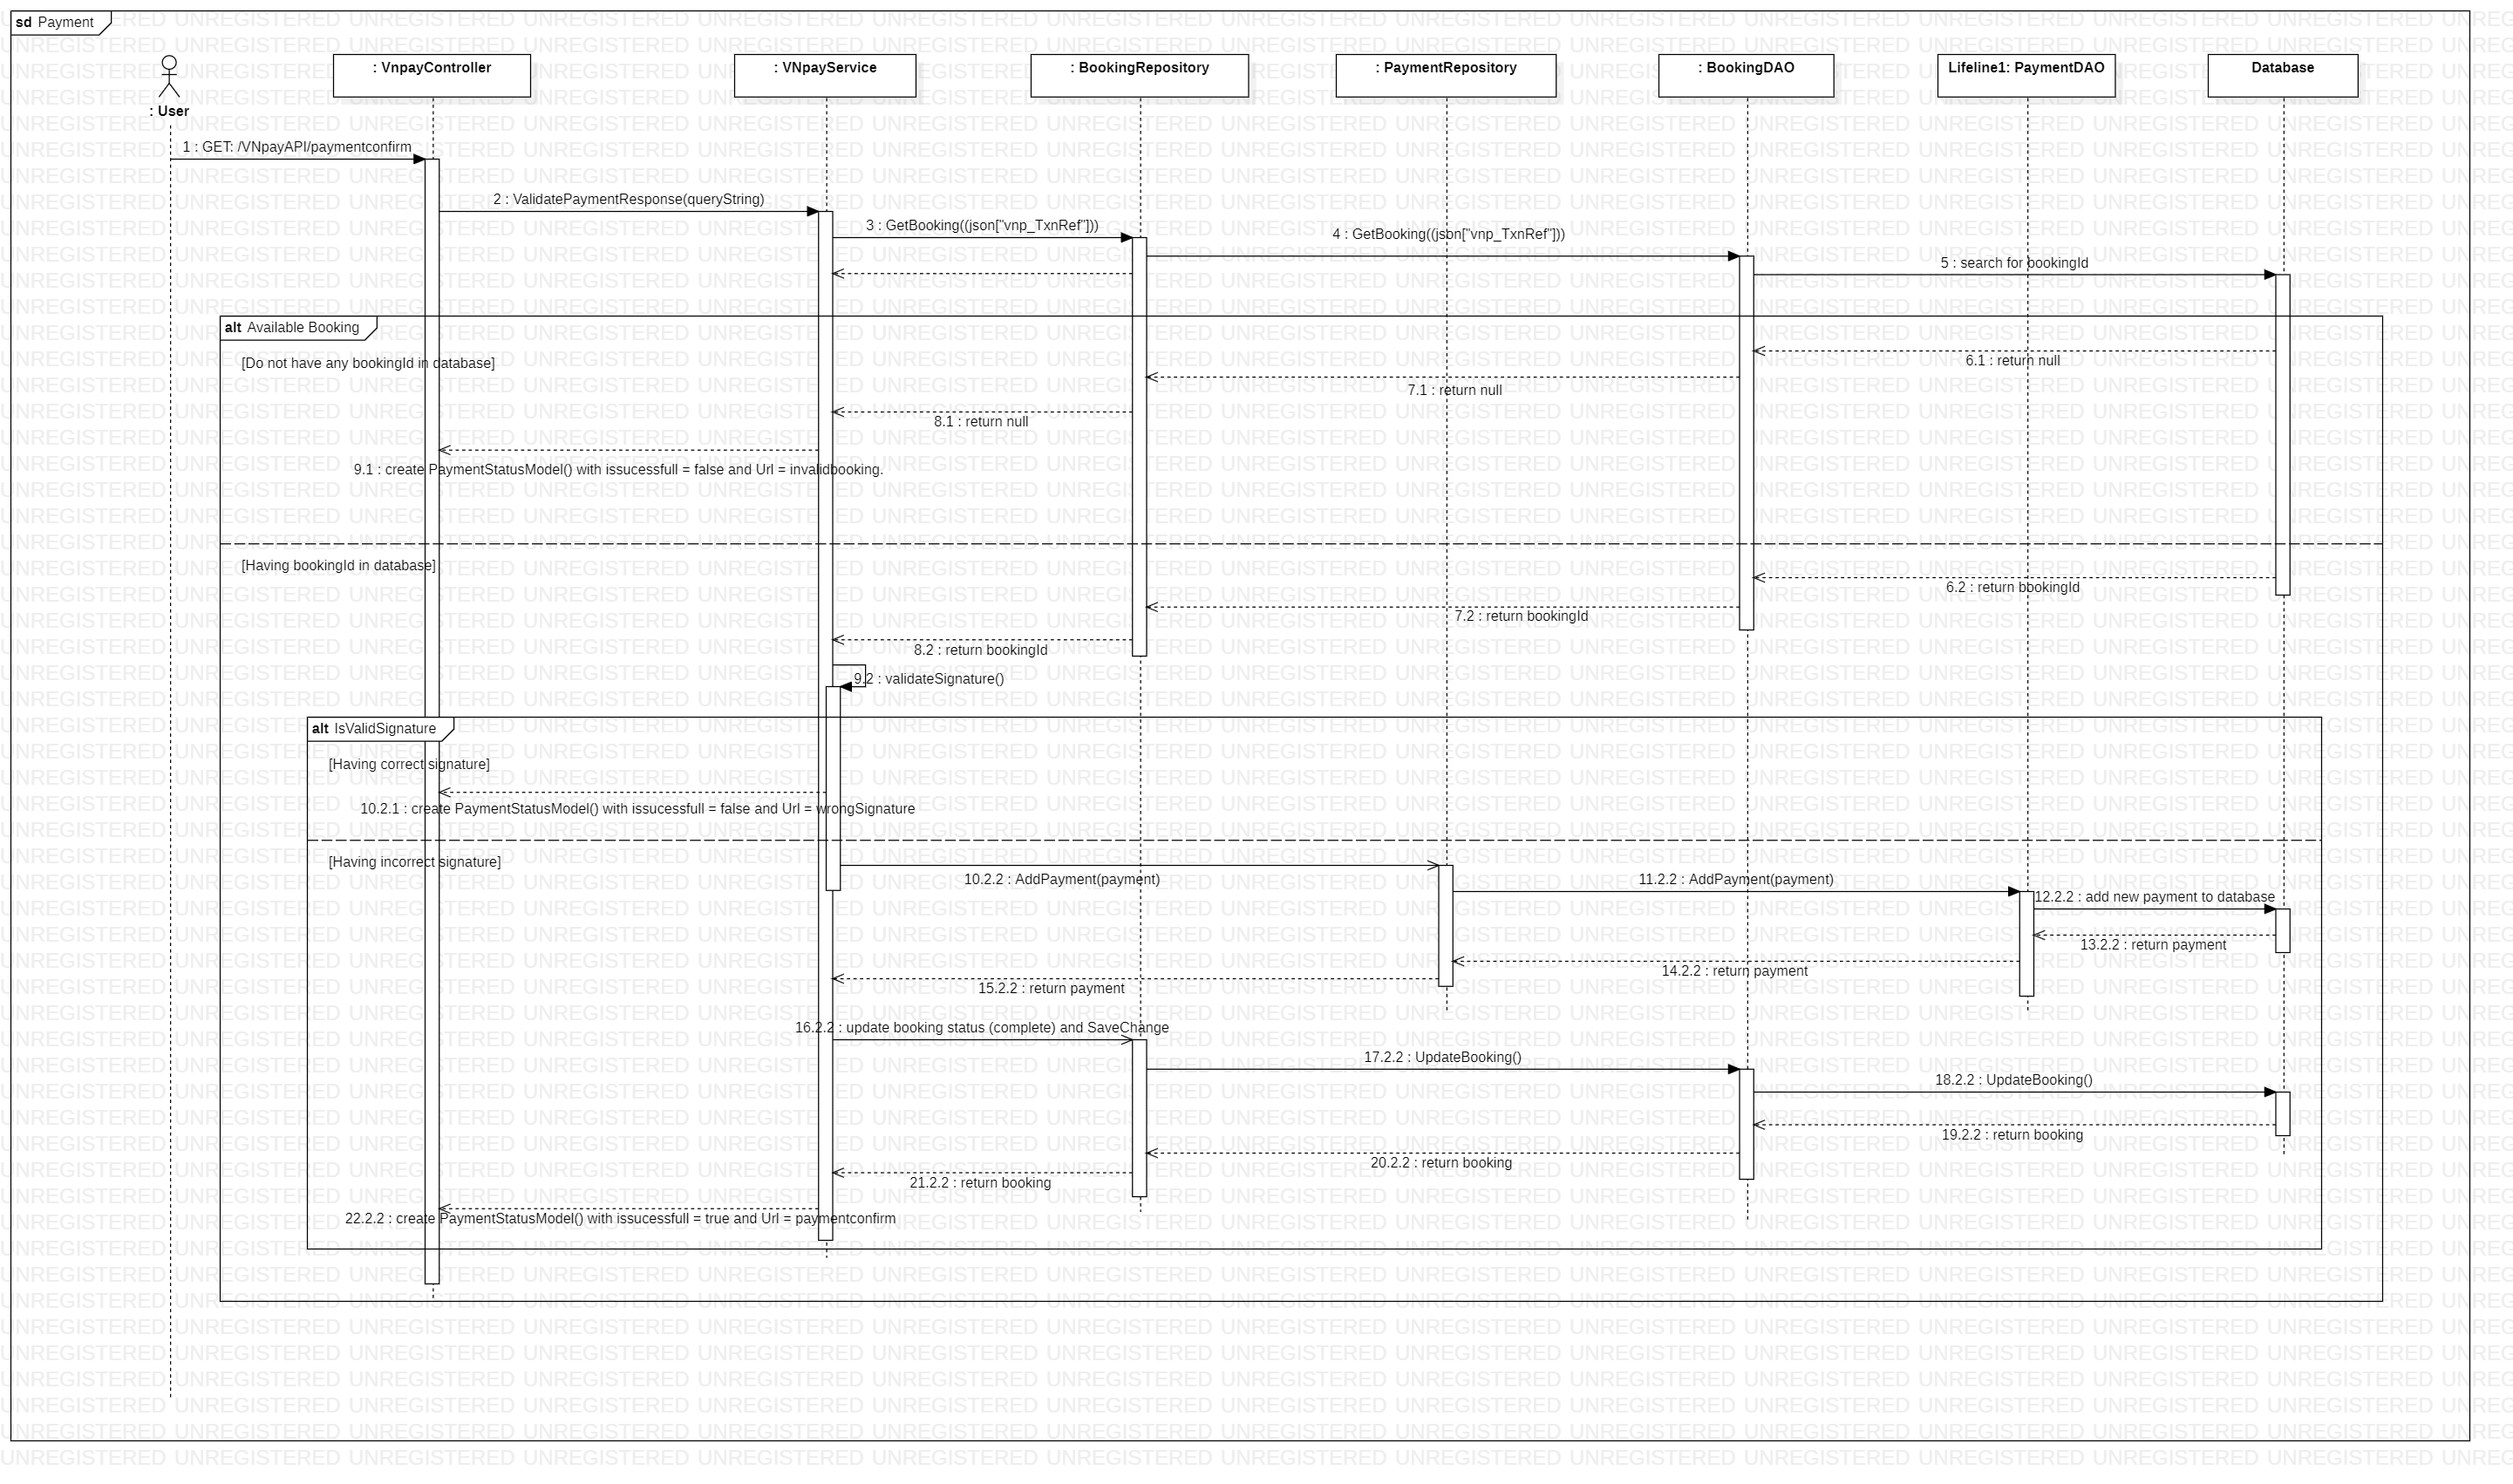 sd Payment
: User
: VnpayController
: VNpayService
: BookingRepository
: PaymentRepository
: BookingDAO
Lifeline1: PaymentDAO
Database
1 : GET: /VNpayAPI/paymentconfirm
2 : ValidatePaymentResponse(queryString)
3 : GetBooking((json["vnp_TxnRef"]))
4 : GetBooking((json["vnp_TxnRef"]))
5 : search for bookingId
alt Available Booking
[Do not have any bookingId in database]
6.1 : return null
7.1 : return null
8.1 : return null
9.1 : create PaymentStatusModel() with issucessfull = false and Url = invalidbooking.
[Having bookingId in database]
6.2 : return bookingId
7.2 : return bookingId
8.2 : return bookingId
9.2 : validateSignature()
alt IsValidSignature
[Having correct signature]
10.2.1 : create PaymentStatusModel() with issucessfull = false and Url = wrongSignature
[Having incorrect signature]
10.2.2 : AddPayment(payment)
11.2.2 : AddPayment(payment)
12.2.2 : add new payment to database
13.2.2 : return payment
14.2.2 : return payment
15.2.2 : return payment
16.2.2 : update booking status (complete) and SaveChange
17.2.2 : UpdateBooking()
18.2.2 : UpdateBooking()
19.2.2 : return booking
20.2.2 : return booking
21.2.2 : return booking
22.2.2 : create PaymentStatusModel() with issucessfull = true and Url = paymentconfirm
UNREGISTERED